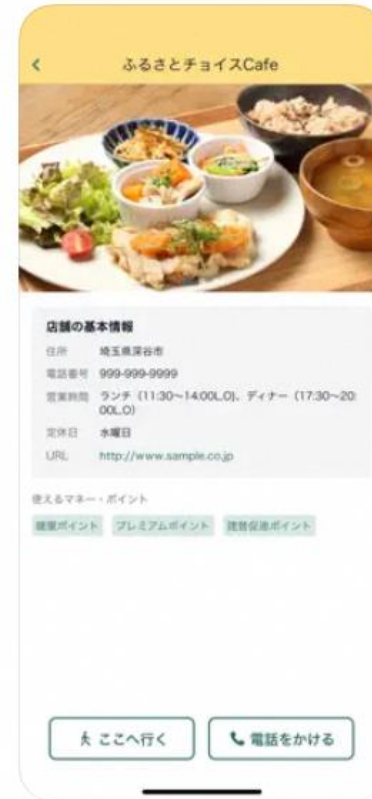 ふるさとチョイスCafe
店舗の基本情報
住所 埼玉県深谷市
電話番号 999-999-9999
営業時間 ランチ（11:30〜14:00L.O)、ディナー（17:30〜20:
00L.O)
定休日 水曜日
URL http://www.sample.co.jp
使えるマネー・ポイント
健康ポイント プレミアムポイント 建替促進ポイント
ここへ行く 電話をかける